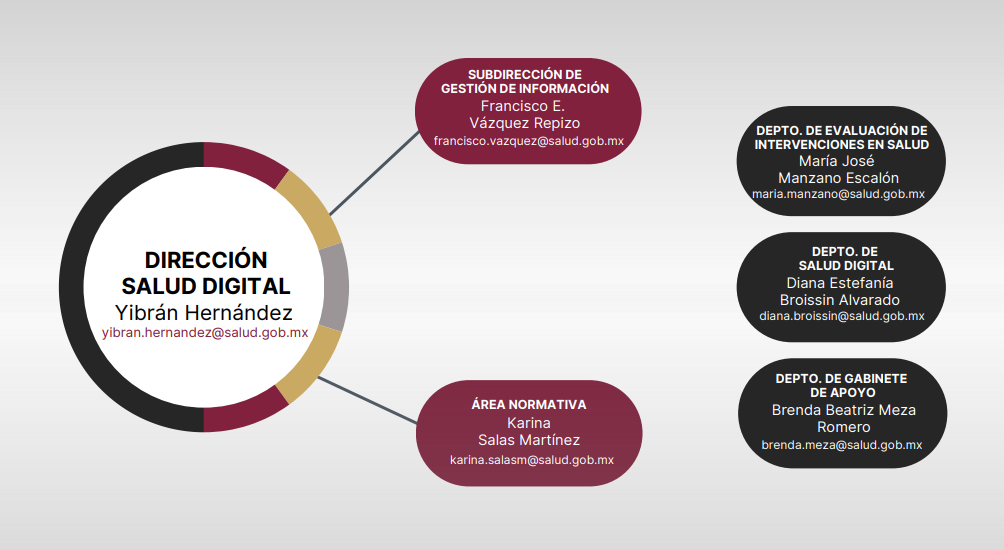 DIRECCIÓN
SALUD DIGITAL
Yibrán Hernández
yibran.hernandez@salud.gob.mx
SUBDIRECCIÓN DE
GESTIÓN DE INFORMACIÓN
Francisco E.
Vázquez Repizo
francisco.vazquez@salud.gob.mx
ÁREA NORMATIVA
Karina
Salas Martínez
karina.salasm@salud.gob.mx
DEPTO. DE EVALUACIÓN DE
INTERVENCIONES EN SALUD
María José
Manzano Escalón
maria.manzano@salud.gob.mx
DEPTO. DE
SALUD DIGITAL
Diana Estefanía
Broissin Alvarado
diana.broissin@salud.gob.mx
DEPTO. DE GABINETE
DE APOYO
Brenda Beatriz Meza
Romero
brenda.meza@salud.gob.mx